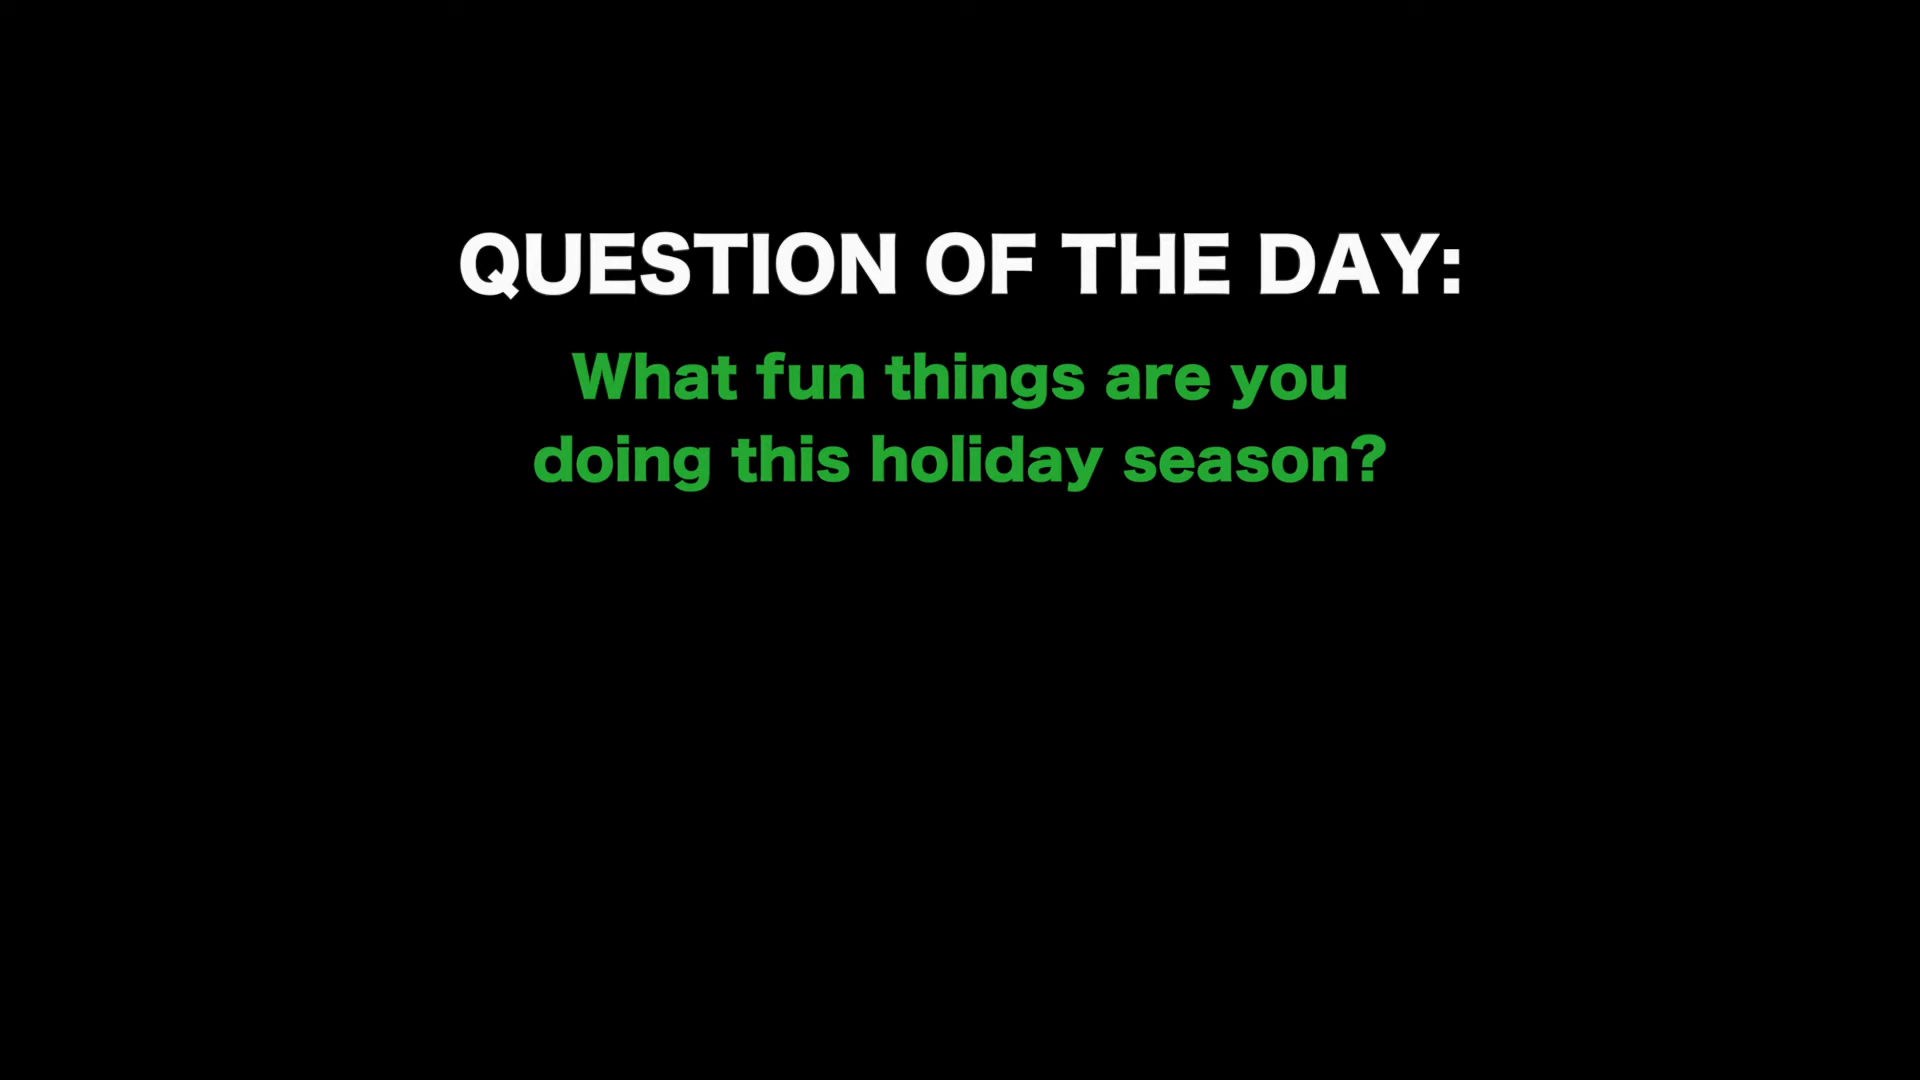 QUESTION OF THE DAY:
What fun things are you
doing this holiday season?